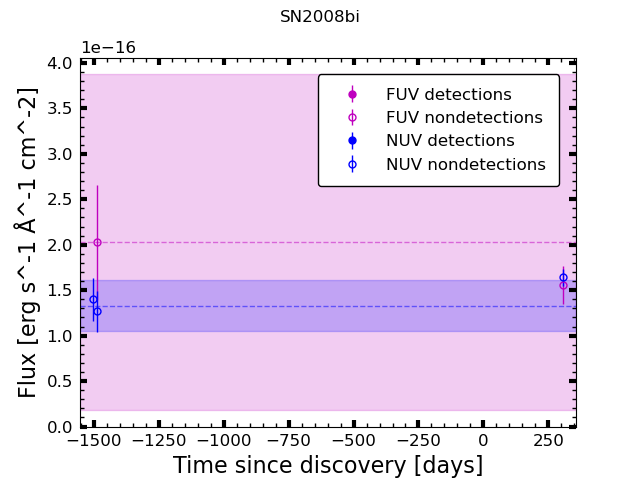 SN2008bi
1e−16
4.0
3.5
3.0
2.5
2.0
1.5
1.0
0.5
0.0
Flux [erg s^-1 Å^-1 cm^-2]
FUV detections
FUV nondetections
NUV detections
NUV nondetections
−1500 −1250 −1000 −750 −500 −250 0 250
Time since discovery [days]